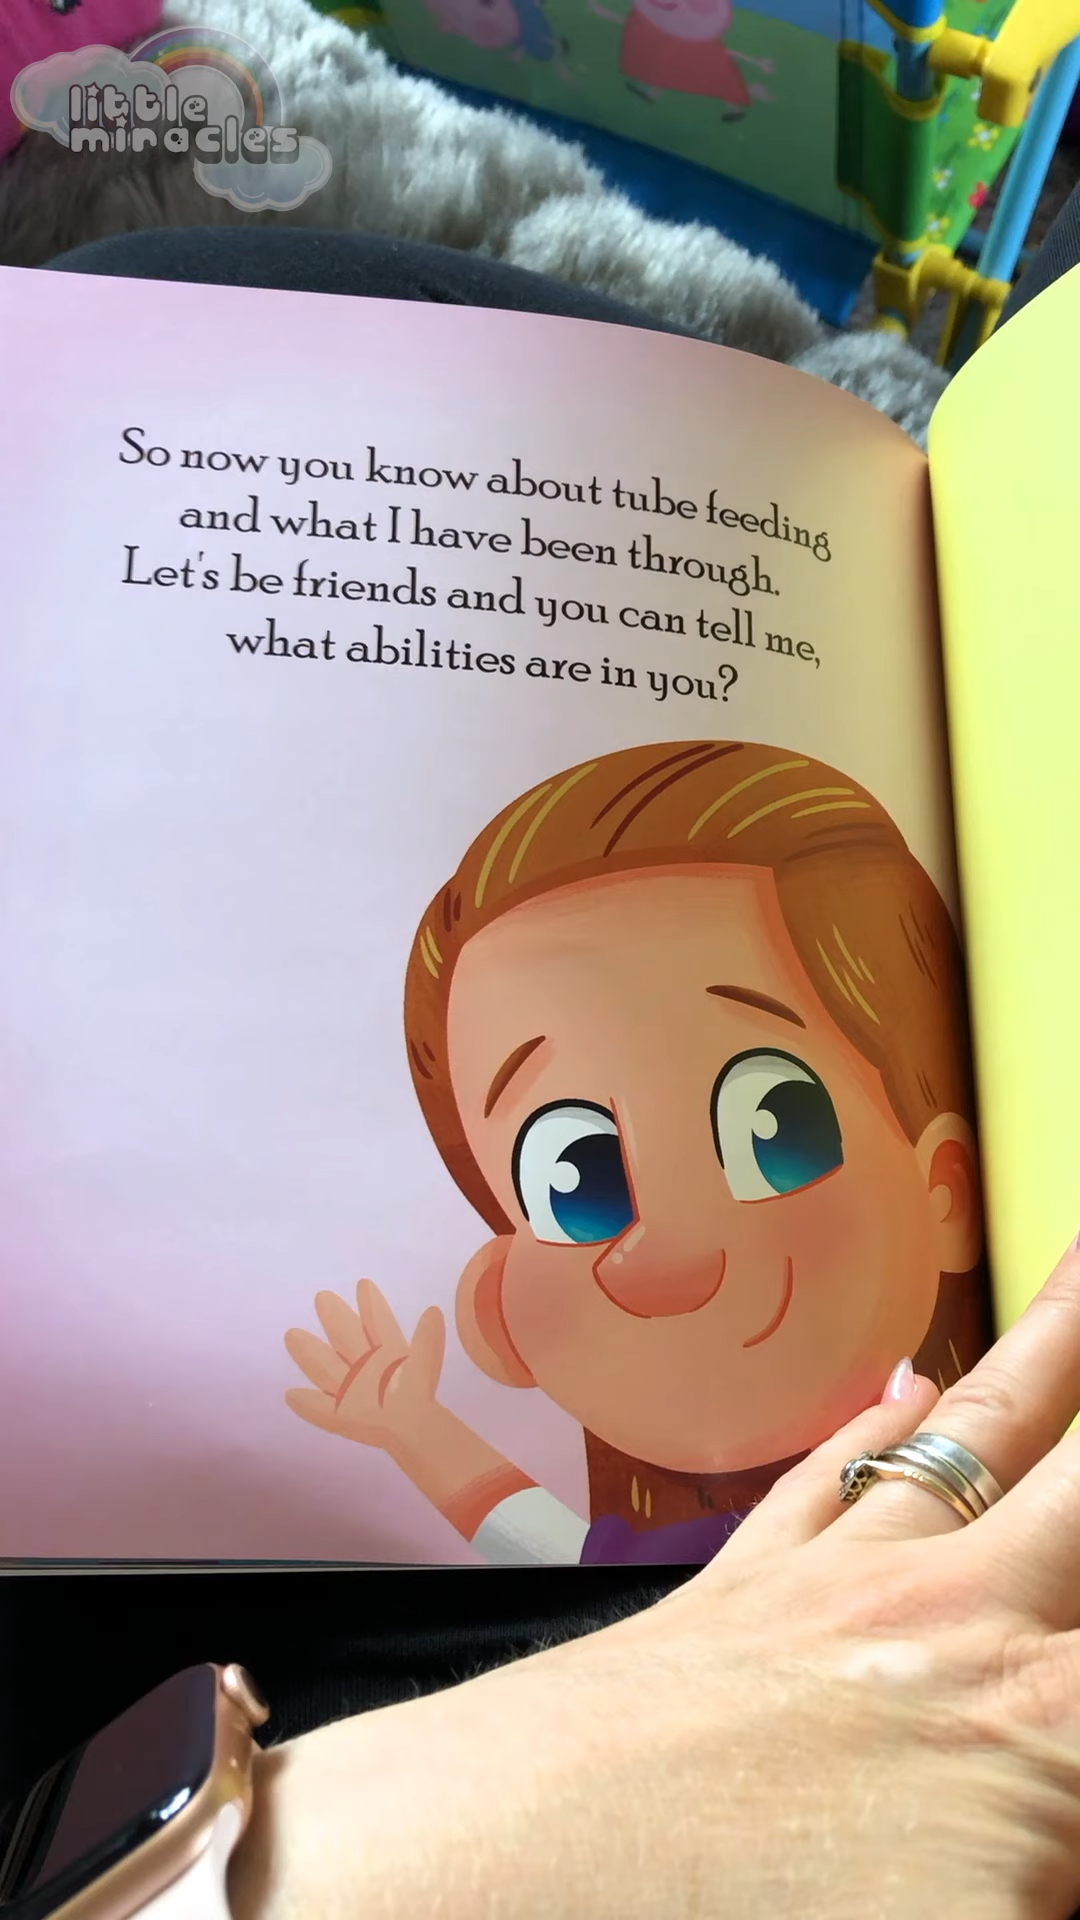 little
miracles
So now you know about tube feeding
and what I have been through.
Let's be friends and you can tell me,
what abilities are in you?